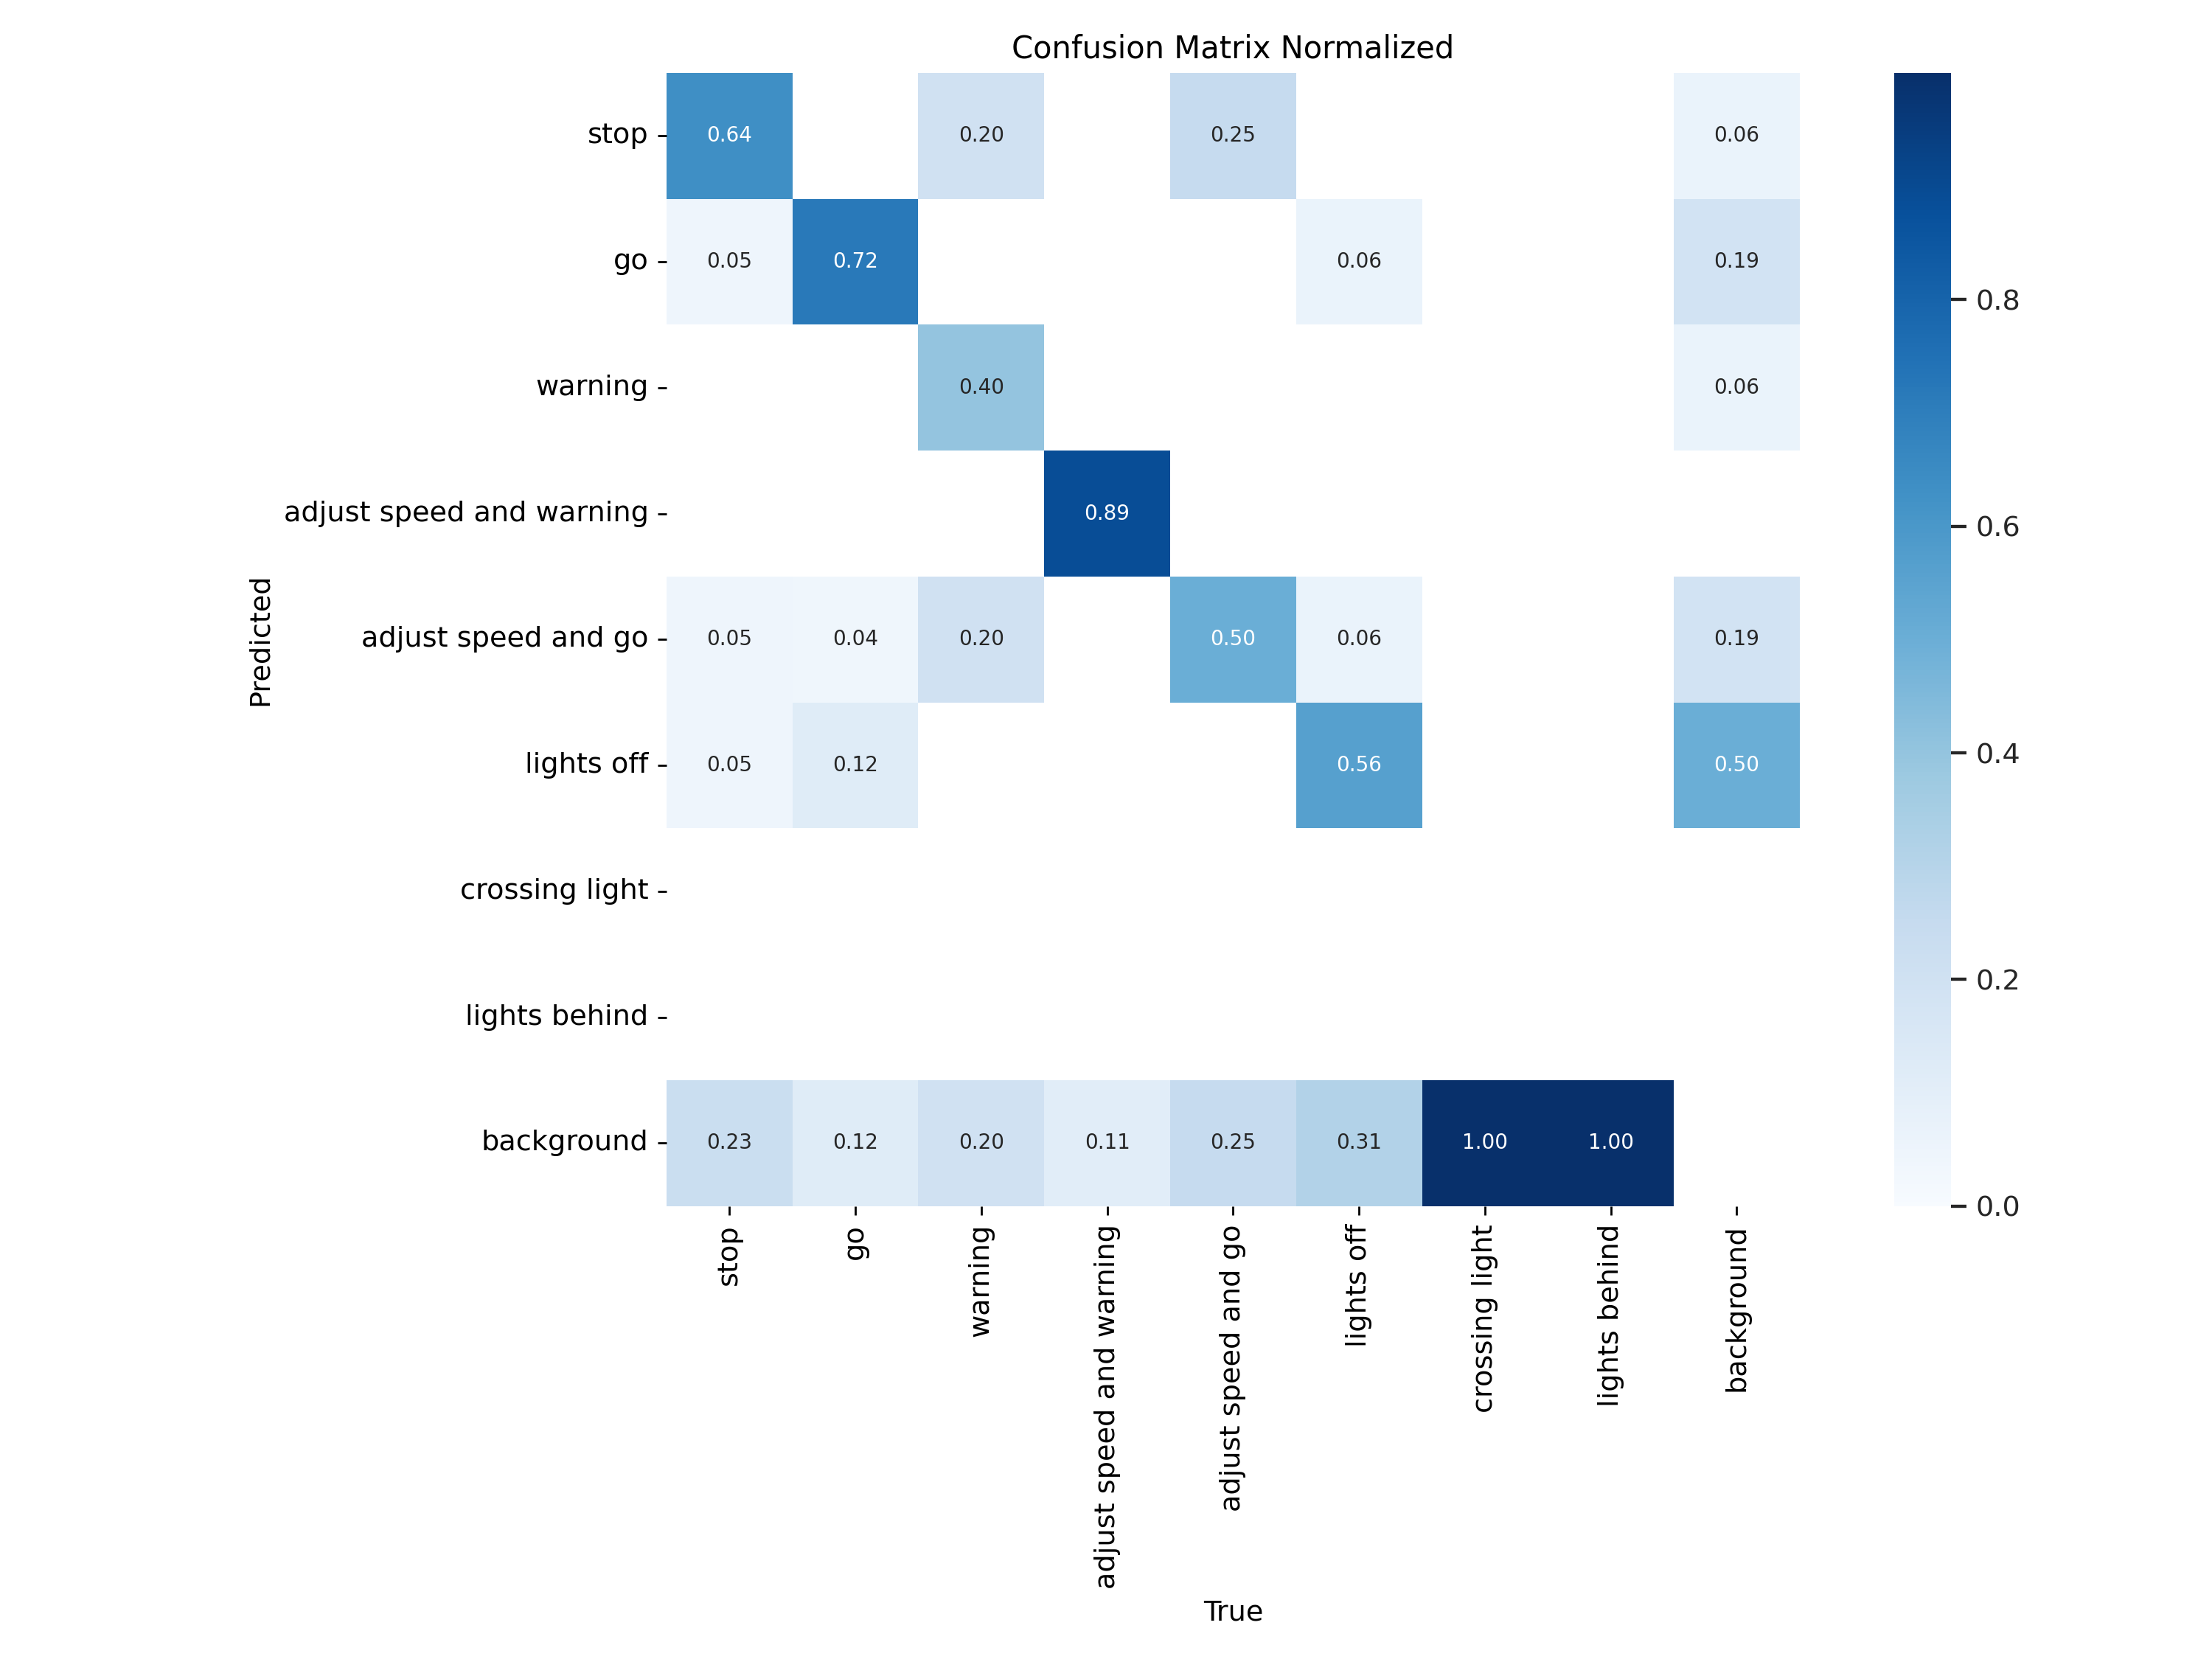 Confusion Matrix Normalized
stop 0.64 0.20 0.25 0.06
go 0.05 0.72 0.06 0.19
0.8
warning 0.40 0.06
adjust speed and warning 0.89
0.6
Predicted
adjust speed and go 0.05 0.04 0.20 0.50 0.06 0.19
lights off 0.05 0.12 0.56 0.50
0.4
crossing light
0.2
lights behind
background 0.23 0.12 0.20 0.11 0.25 0.31 1.00 1.00
0.0
stop
go
warning
adjust speed and warning
adjust speed and go
lights off
crossing light
lights behind
background
True